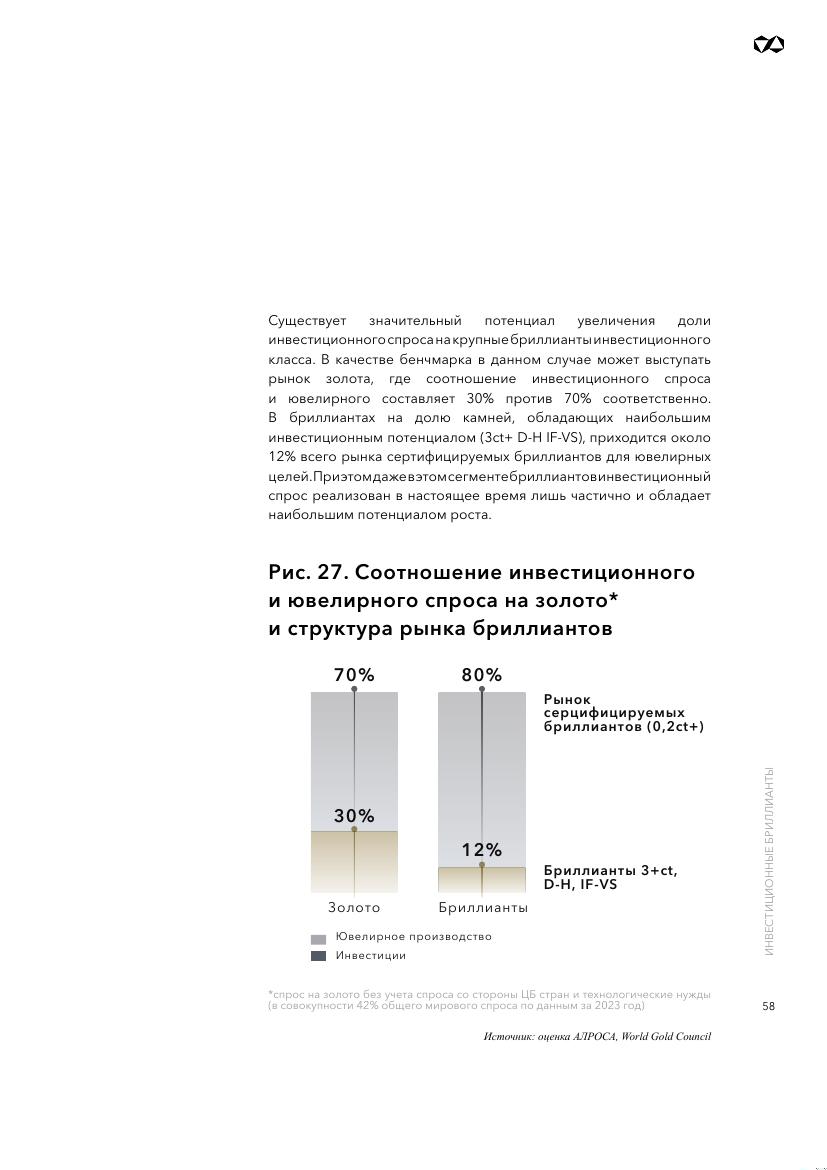 Существует значительный потенциал увеличения доли
инвестиционного спроса на крупные бриллианты инвестиционного
класса. В качестве бенчмарка в данном случае может выступать
рынок золота, где соотношение инвестиционного спроса
и ювелирного составляет 30% против 70% соответственно.
В бриллиантах на долю камней, обладающих наибольшим
инвестиционным потенциалом (3ct+ D-H IF-VS), приходится около
12% всего рынка сертифицируемых бриллиантов для ювелирных
целей. При этом даже в этом сегменте бриллиантов инвестиционный
спрос реализован в настоящее время лишь частично и обладает
наибольшим потенциалом роста.
Рис. 27. Соотношение инвестиционного
и ювелирного спроса на золото*
и структура рынка бриллиантов
70%
80%
Рынок
серцифицируемых
бриллиантов (0,2ct+)
30%
12%
Бриллианты 3+ct,
D-H, IF-VS
Золото
Бриллианты
Ювелирное производство
Инвестиции
*спрос на золото без учета спроса со стороны ЦБ стран и технологические нужды
(в совокупности 42% общего мирового спроса по данным за 2023 год)
Источник: оценка АЛРОСА, World Gold Council
ИНВЕСТИЦИОННЫЕ БРИЛЛИАНТЫ
58